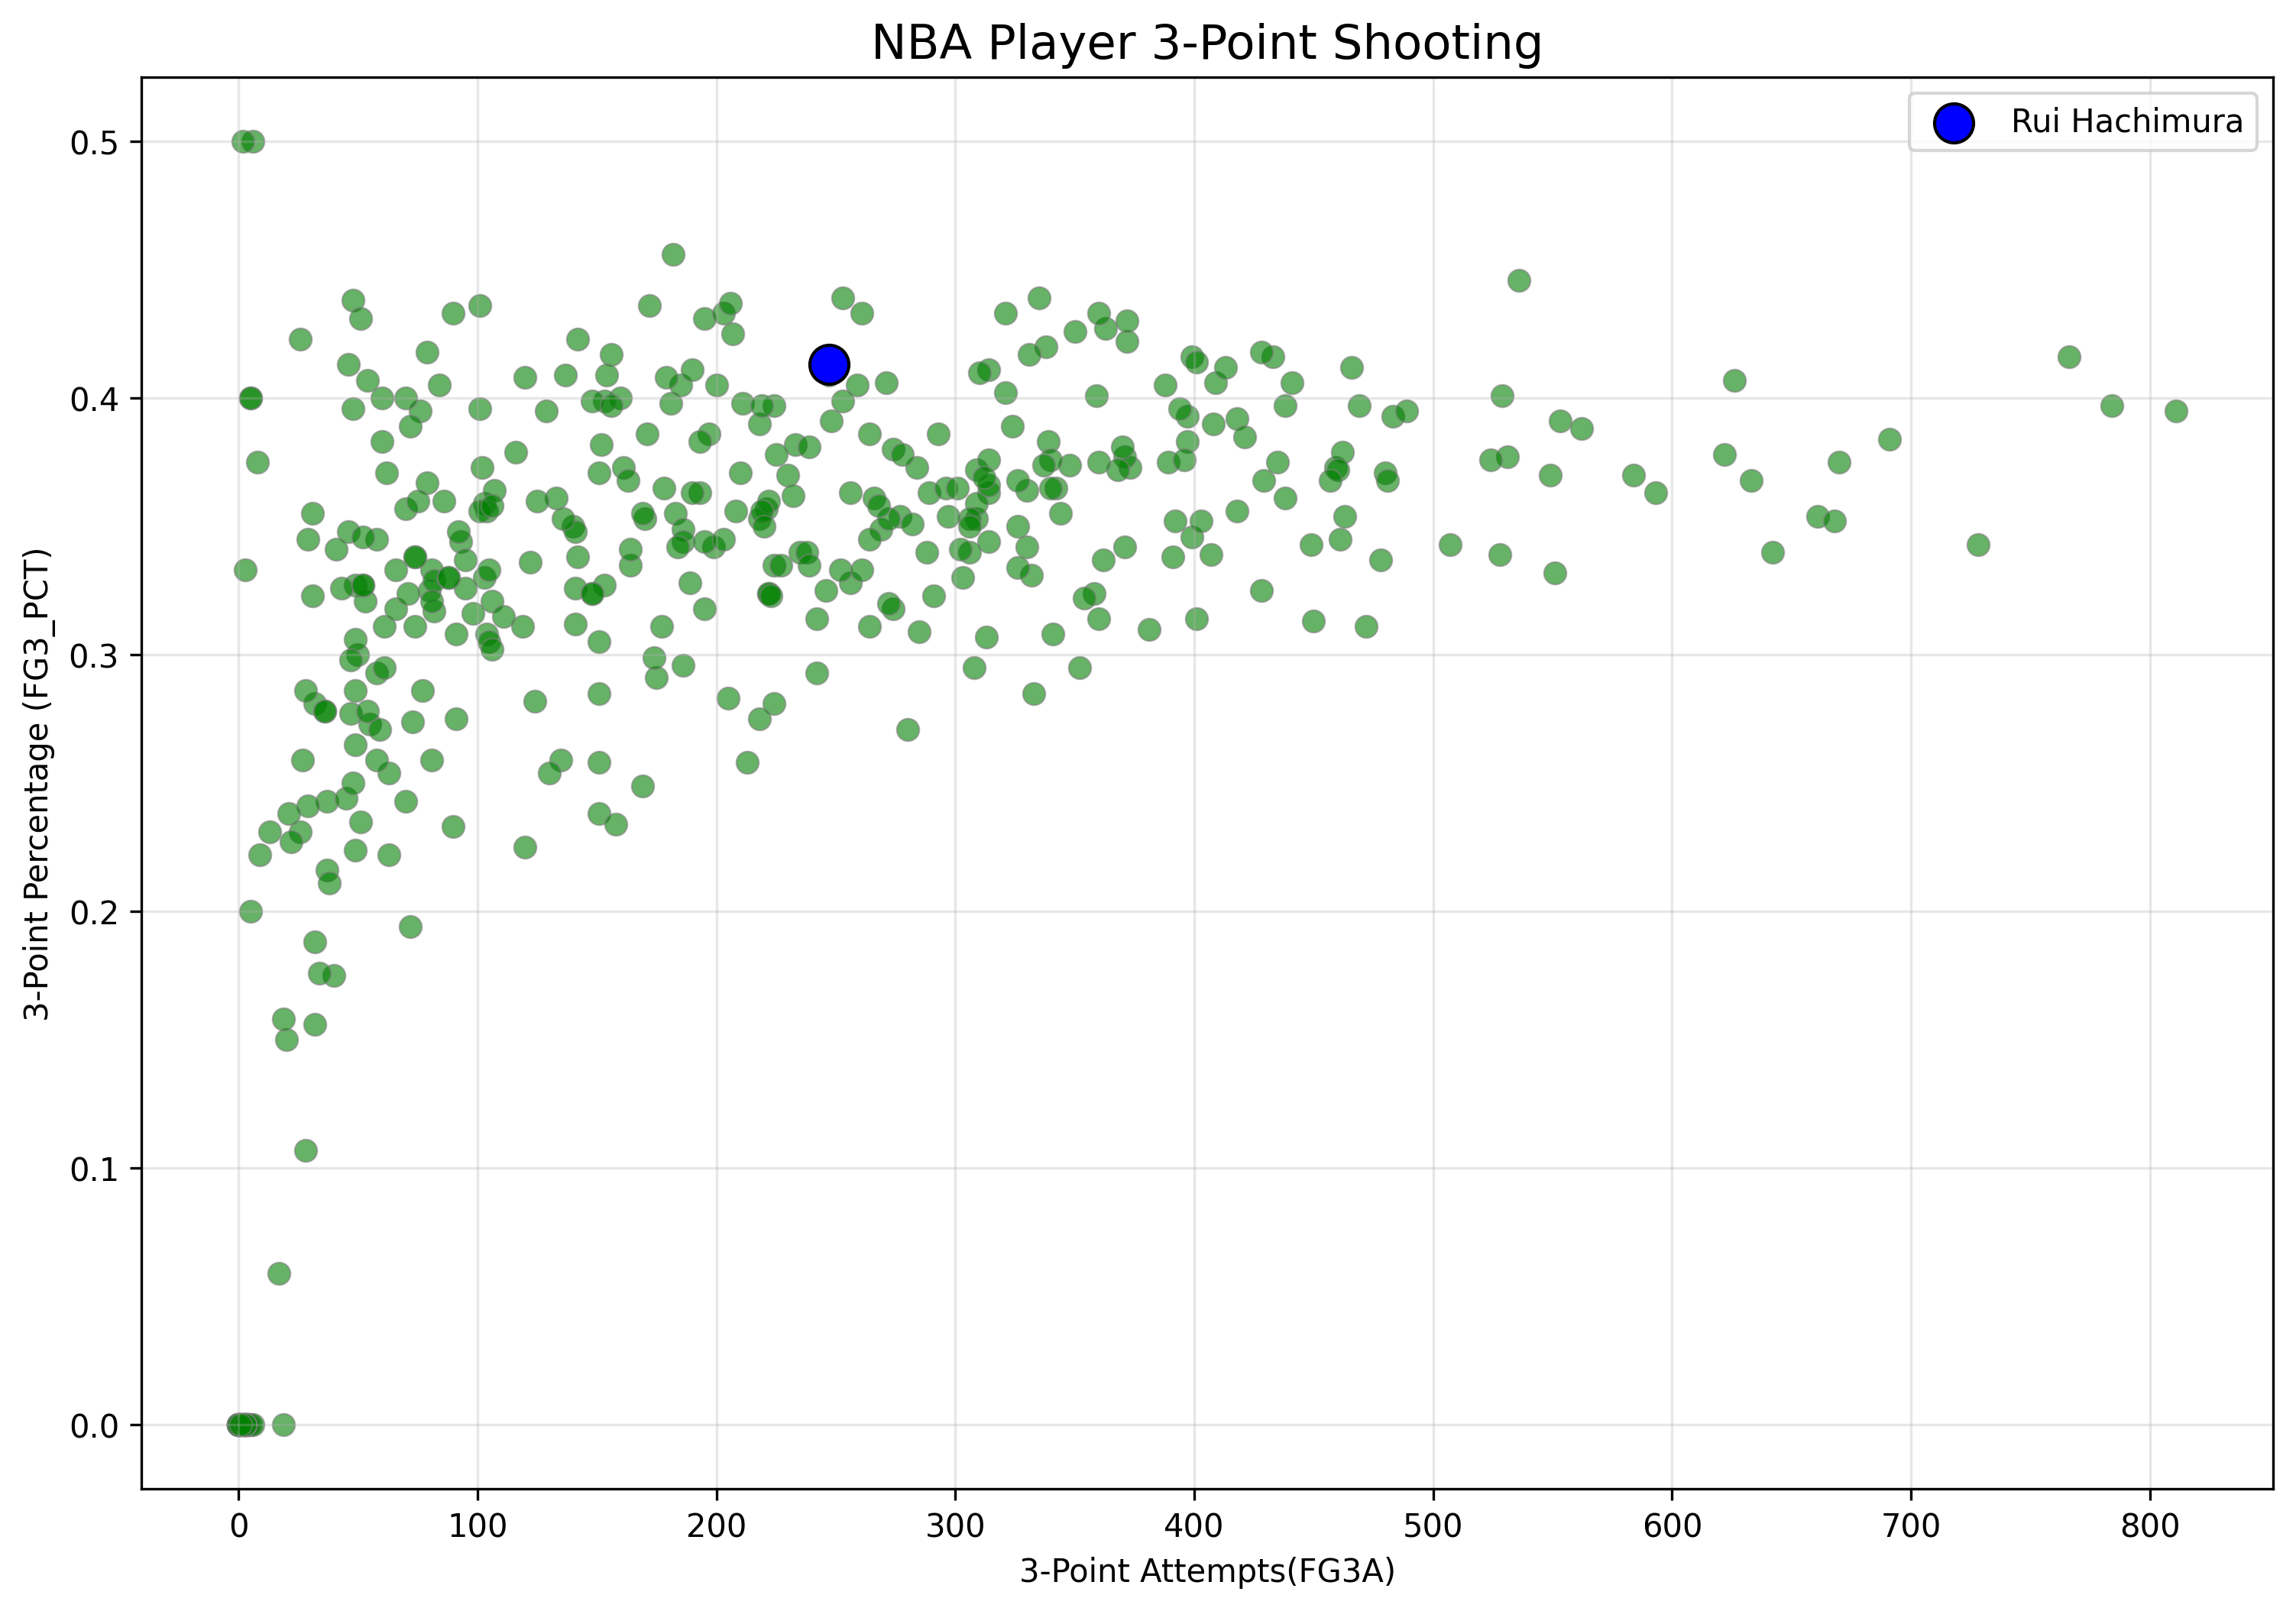 NBA Player 3-Point Shooting
Rui Hachimura
3-Point Percentage (FG3_PCT)
0.5
0.4
0.3
0.2
0.1
0.0
0 100 200 300 400 500 600 700 800
3-Point Attempts(FG3A)